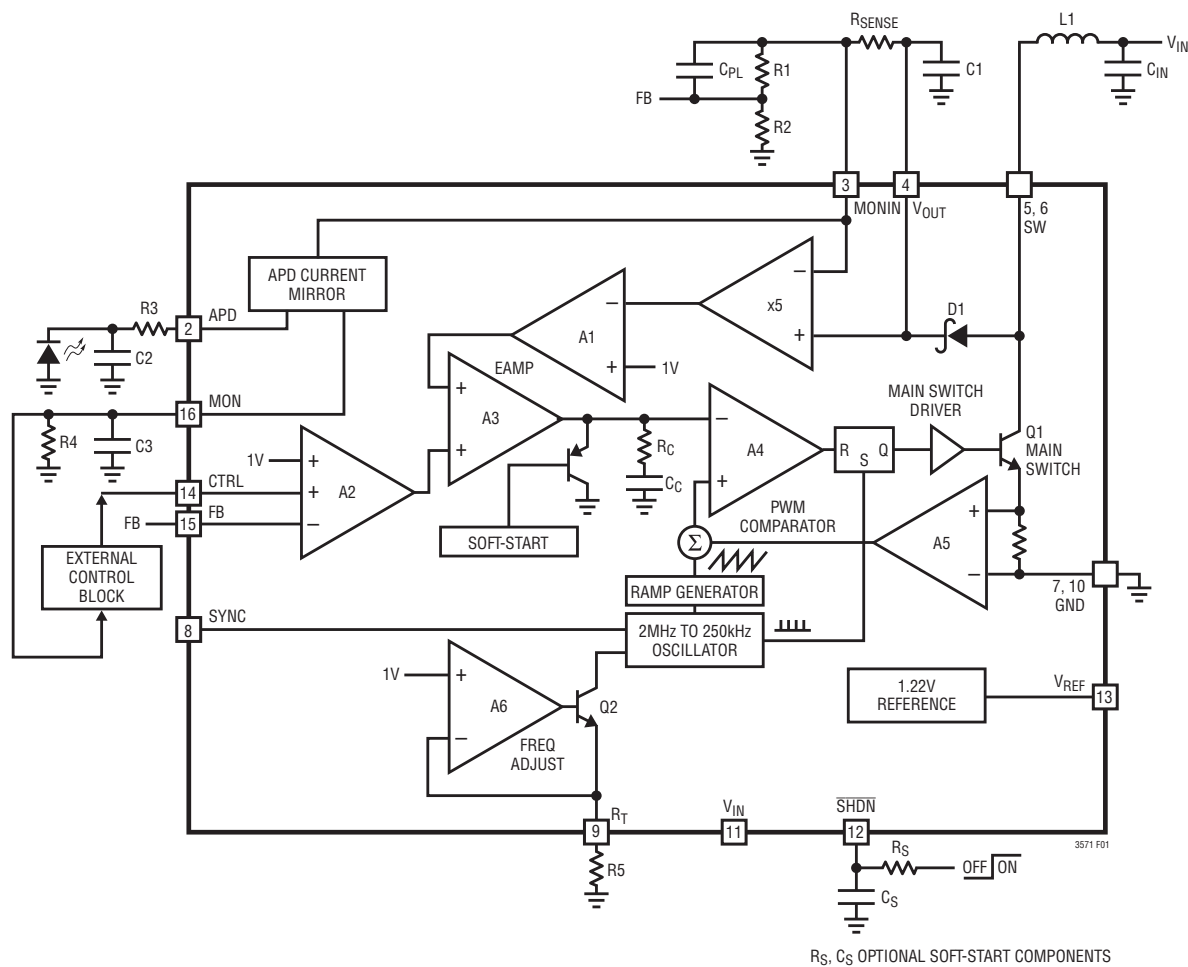 RSENSE
L1
VIN
CPL
R1
C1
CIN
FB
R2
3
4
MONIN
VOUT
5, 6
SW
APD CURRENT
MIRROR
R3
2
APD
C2
A1
x5
D1
1V
EAMP
16
MON
A3
MAIN SWITCH
DRIVER
R4
C3
1V
A2
RC
CC
A4
R
S
Q
Q1
MAIN
SWITCH
14
CTRL
FB
15
FB
PWM
COMPARATOR
A5
SOFT-START
Σ
EXTERNAL
CONTROL
BLOCK
RAMP GENERATOR
7, 10
GND
8
SYNC
2MHz TO 250kHz
OSCILLATOR
1V
A6
Q2
FREQ
ADJUST
1.22V
REFERENCE
VREF
13
RT
9
VIN
11
SHDN
12
3571 F01
R5
RS
OFF
ON
CS
RS, CS OPTIONAL SOFT-START COMPONENTS
+
−